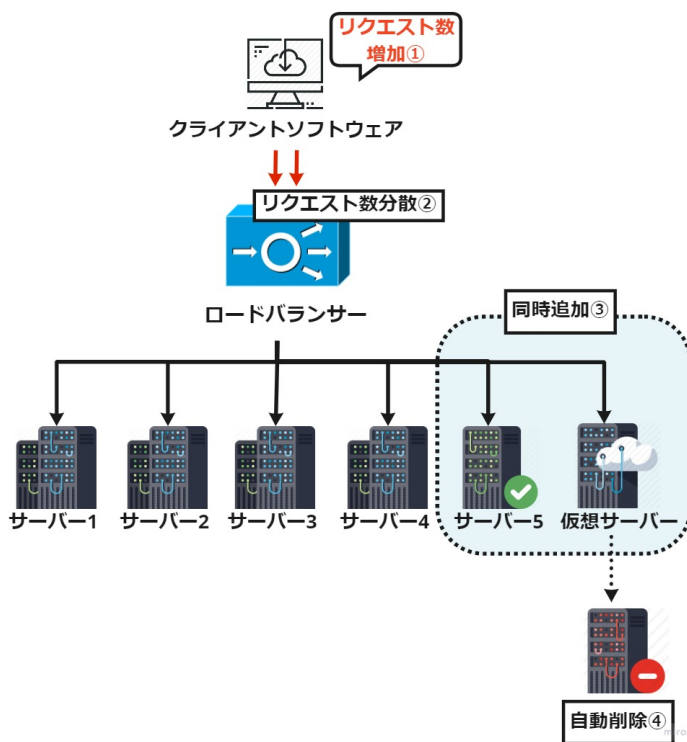 リクエスト数
増加①
クライアントソフトウェア
リクエスト数分散②
ロードバランサー
同時追加③
サーバー1
サーバー2
サーバー3
サーバー4
サーバー5
仮想サーバー
自動削除④
miro